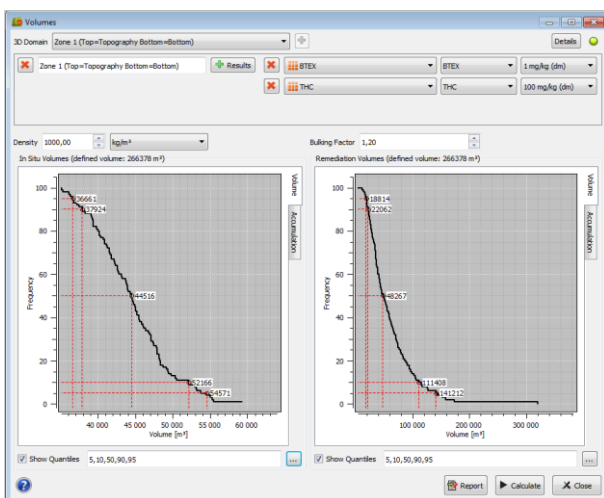 Volumes
3D Domain Zone 1 (Top=Topography Bottom=Bottom) Details
Zone 1 (Top=Topography Bottom=Bottom) Results BTEX BTEX 1 mg/kg (dm)
THC THC 100 mg/kg (dm)
Density 1000,00 kg/m³ Bulking Factor 1,20
In Situ Volumes (defined volume: 266378 m³) Remediation Volumes (defined volume: 266378 m³)
Volume
Accumulation
Frequency
100
80
60
40
20
0
36661
37924
44516
52166
54571
40 000 45 000 50 000 55 000 60 000
Volume [m³]
Volume
Accumulation
Frequency
100
80
60
40
20
0
18814
22062
48267
111408
141212
100 000 200 000 300 000
Volume [m³]
Show Quantiles 5,10,50,90,95 ... Show Quantiles 5,10,50,90,95 ...
? Report Calculate Close